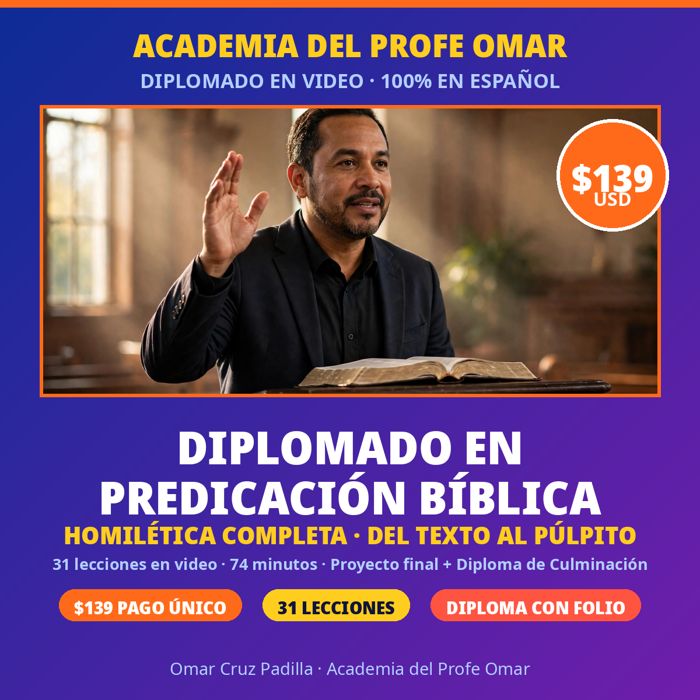 ACADEMIA DEL PROFE OMAR
DIPLOMADO EN VIDEO · 100% EN ESPAÑOL
$139
USD
DIPLOMADO EN
PREDICACIÓN BÍBLICA
HOMILÉTICA COMPLETA · DEL TEXTO AL PÚLPITO
31 lecciones en video · 74 minutos · Proyecto final + Diploma de Culminación
$139 PAGO ÚNICO
31 LECCIONES
DIPLOMA CON FOLIO
Omar Cruz Padilla · Academia del Profe Omar